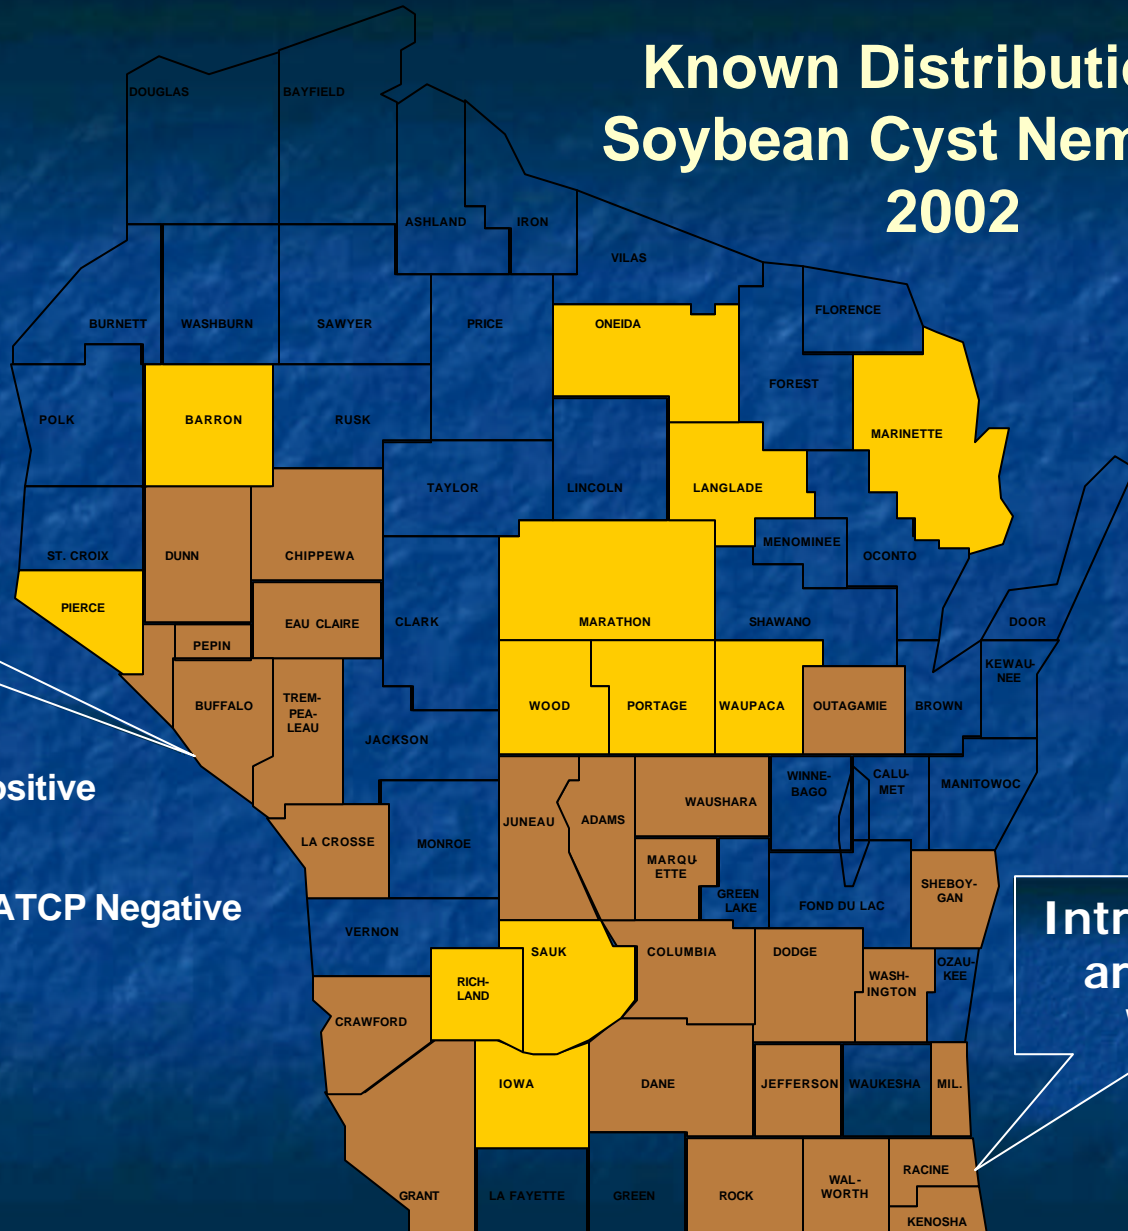 Known Distributi
Soybean Cyst Nem
2002
DOUGLAS
BAYFIELD
ASHLAND
IRON
VILAS
BURNETT
WASHBURN
SAWYER
PRICE
ONEIDA
FLORENCE
FOREST
MARINETTE
POLK
BARRON
RUSK
TAYLOR
LINCOLN
LANGLADE
MENOMINEE
OCONTO
ST. CROIX
DUNN
CHIPPEWA
PIERCE
PEPIN
EAU CLAIRE
CLARK
MARATHON
SHAWANO
DOOR
KEWAU-
NEE
BUFFALO
TREM-
PEA-
LEAU
JACKSON
WOOD
PORTAGE
WAUPACA
OUTAGAMIE
BROWN
ositive
WINNE-
BAGO
CALU-
MET
MANITOWOC
JUNEAU
ADAMS
WAUSHARA
LA CROSSE
MONROE
MARQU-
ETTE
GREEN
LAKE
FOND DU LAC
SHEBOY-
GAN
ATCP Negative
VERNON
SAUK
COLUMBIA
DODGE
RICH-
LAND
WASH-
INGTON
OZAU-
KEE
Intr
ar
CRAWFORD
IOWA
DANE
JEFFERSON
WAUKESHA
MIL.
GRANT
LA FAYETTE
GREEN
ROCK
WAL-
WORTH
RACINE
KENOSHA